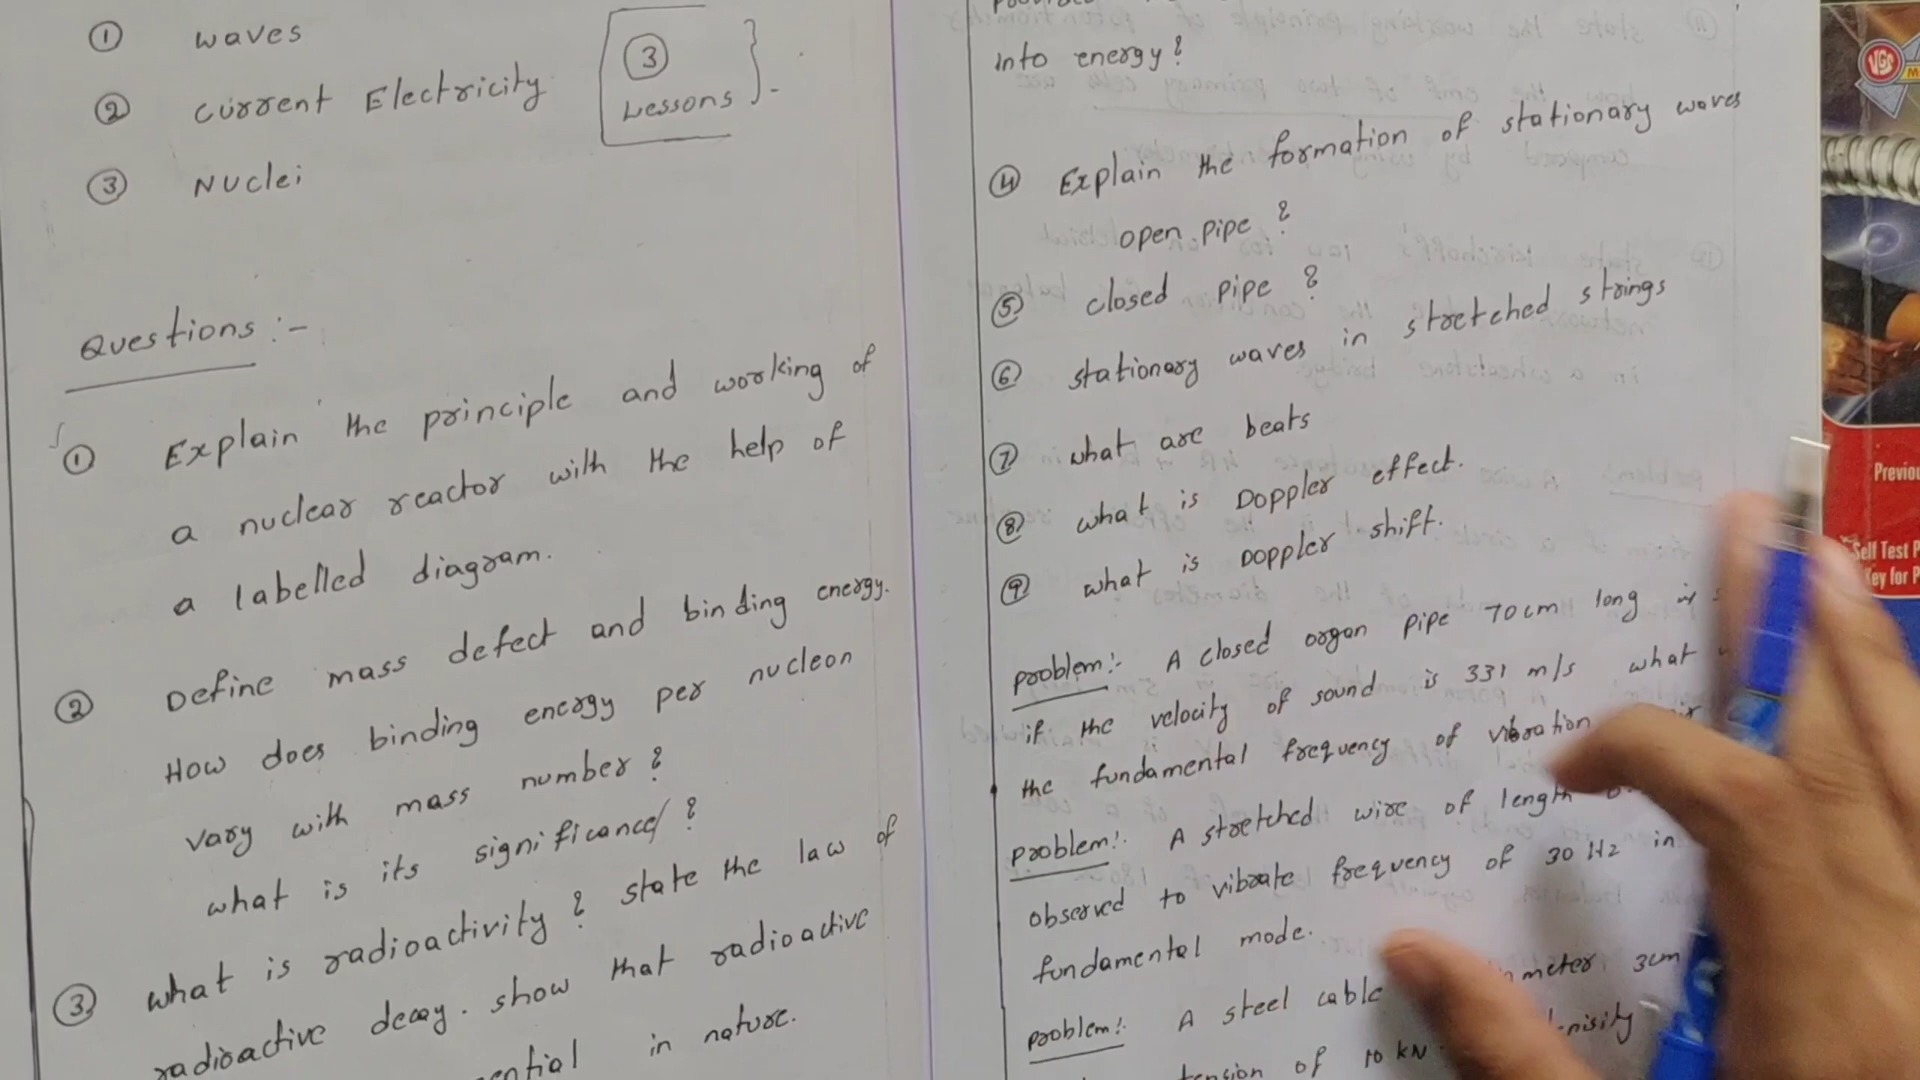 ① waves
② Current Electricity
③ Nuclei
③
Lessons
Questions :-
① Explain the principle and working of
a nuclear reactor with the help of
a labelled diagram.
② Define mass defect and binding energy.
How does binding energy per nucleon
vary with mass number?
what is its significance?
③ what is radioactivity? state the law of
radioactive decay. show that radioactive
in nature.
into energy?
④ Explain the formation of stationary waves
open pipe?
⑤ closed pipe?
⑥ stationary waves in stretched strings
⑦ what are beats
⑧ what is Doppler effect.
⑨ what is Doppler shift.
problem:- A closed organ pipe 70cm long is
if the velocity of sound is 331 m/s what
the fundamental frequency of vibration
problem:- A stretched wire of length
observed to vibrate frequency of 30 Hz in
fundamental mode.
problem:- A steel cable 3cm
tension of 10 kN
VGS
Self Test